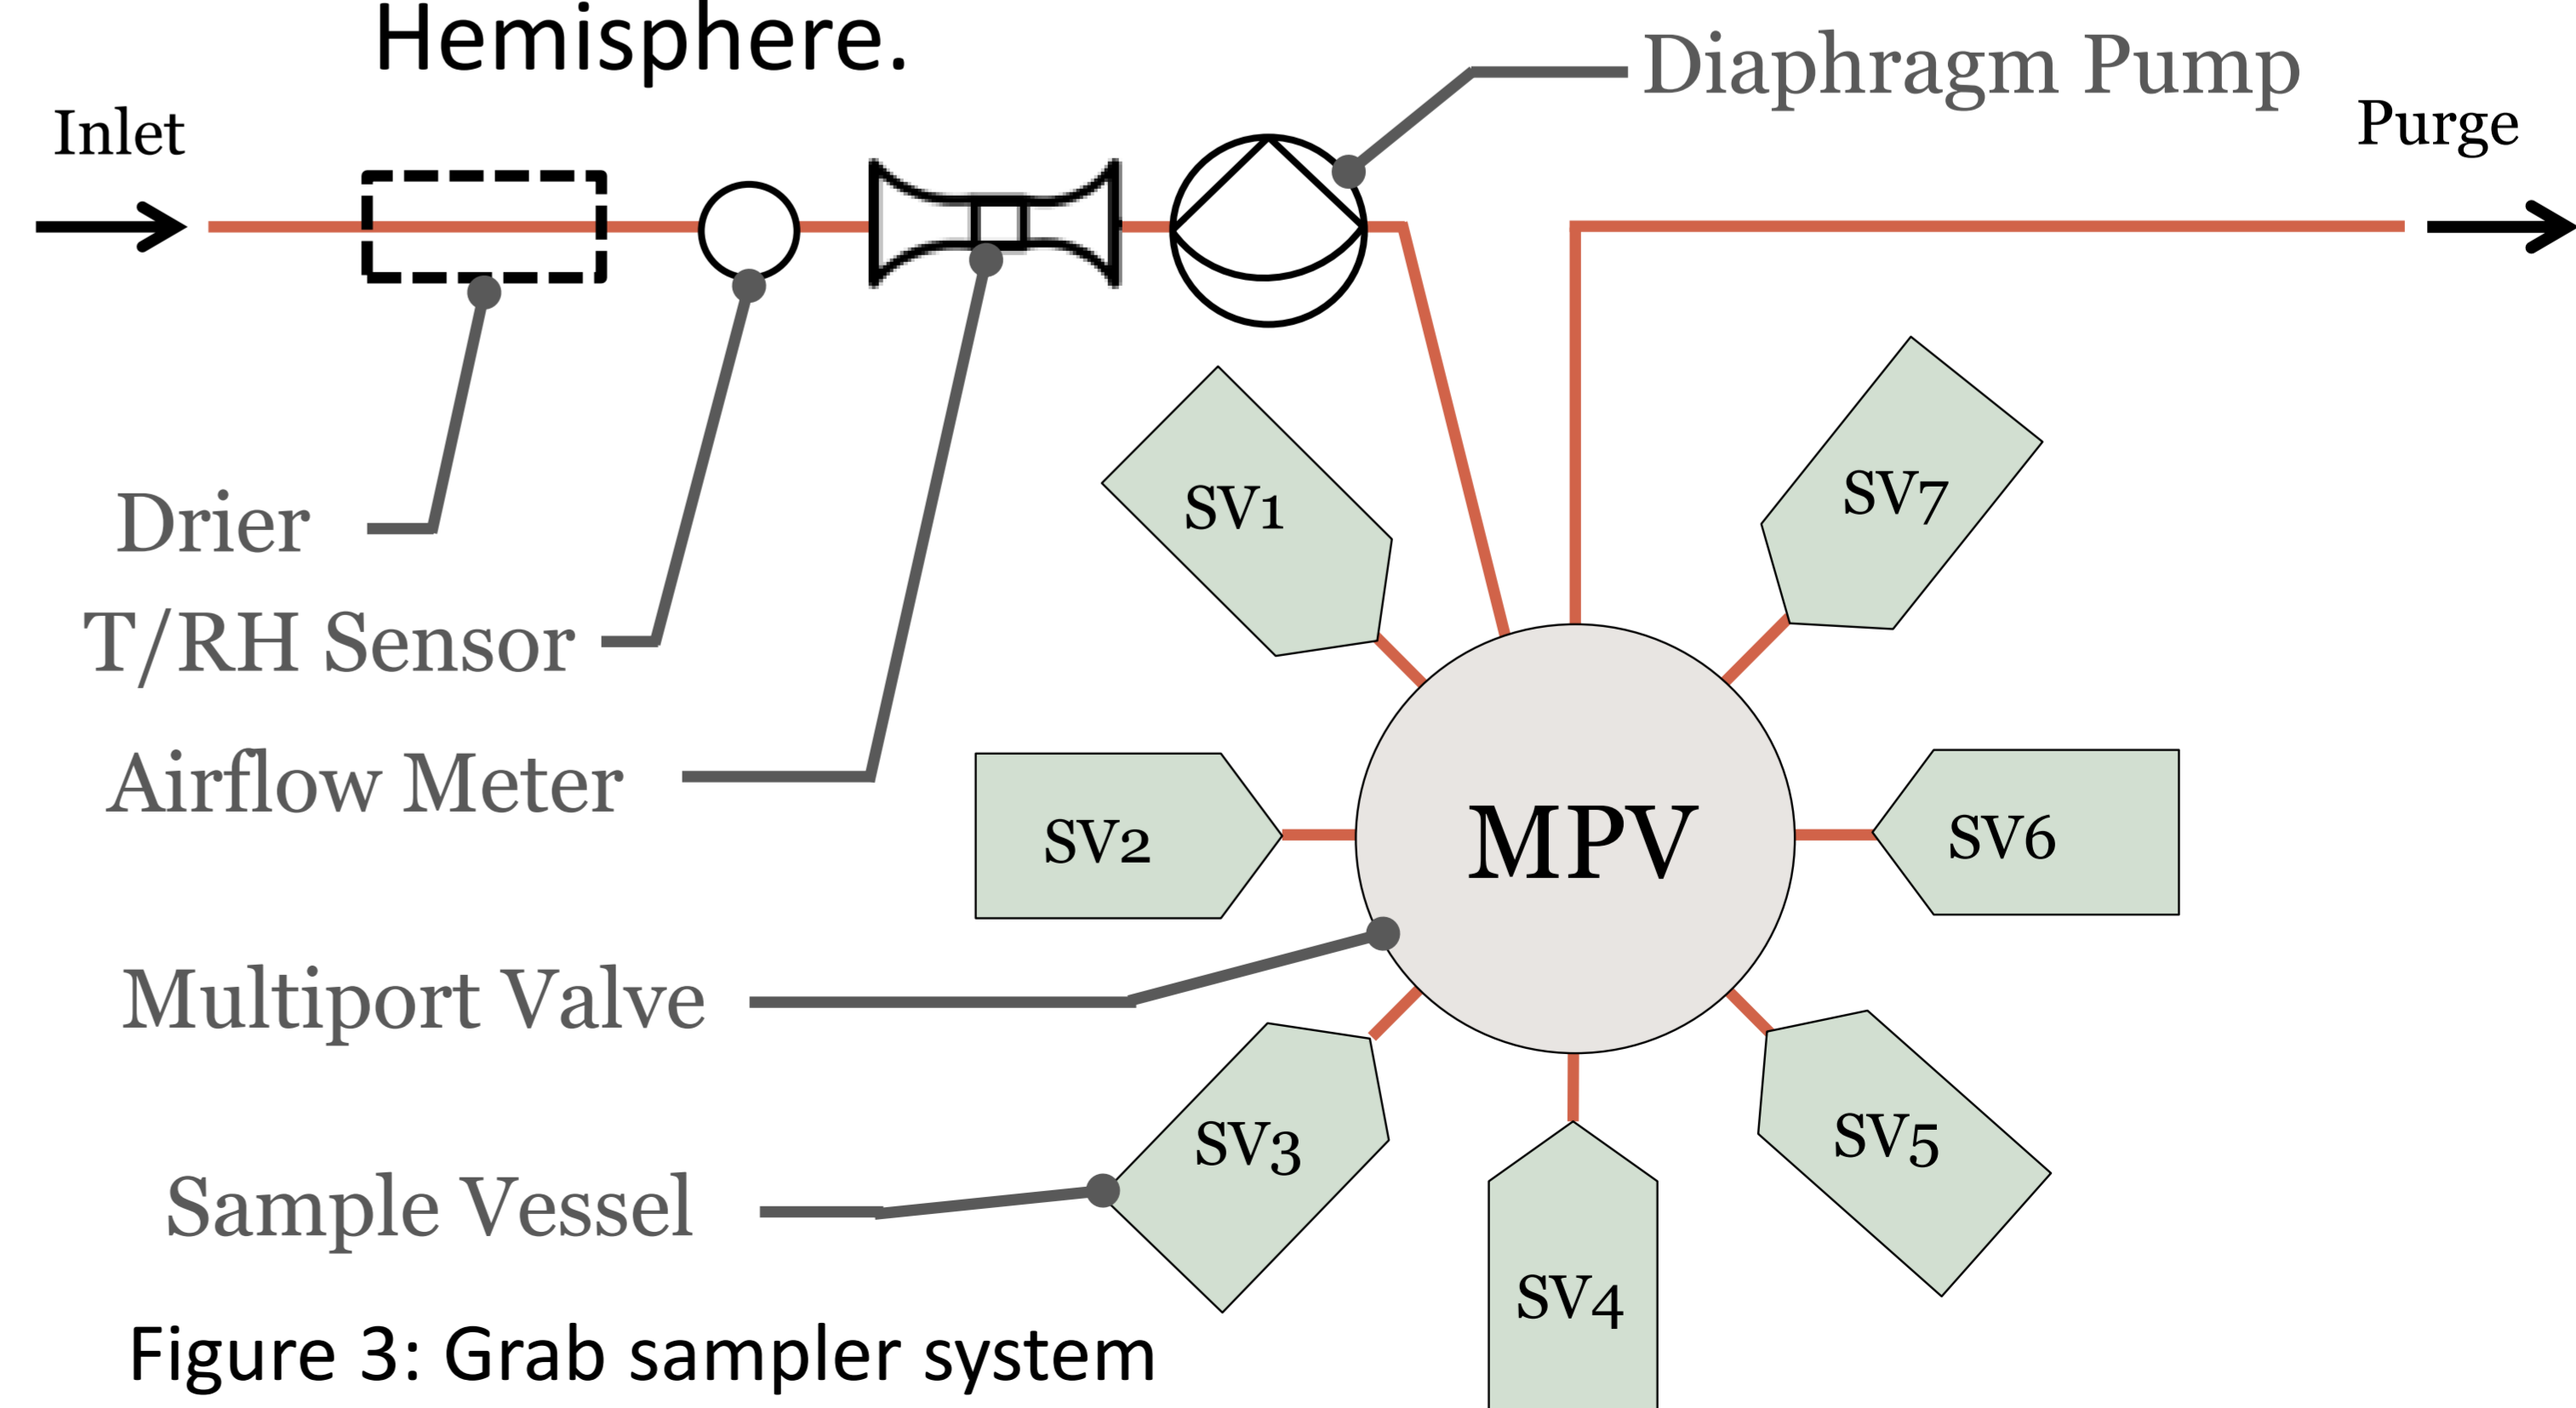 Hemisphere.
Diaphragm Pump
Inlet
Purge
SV1
SV7
Drier
T/RH Sensor
Airflow Meter
SV2
MPV
SV6
Multiport Valve
SV3
SV5
Sample Vessel
SV4
Figure 3: Grab sampler system